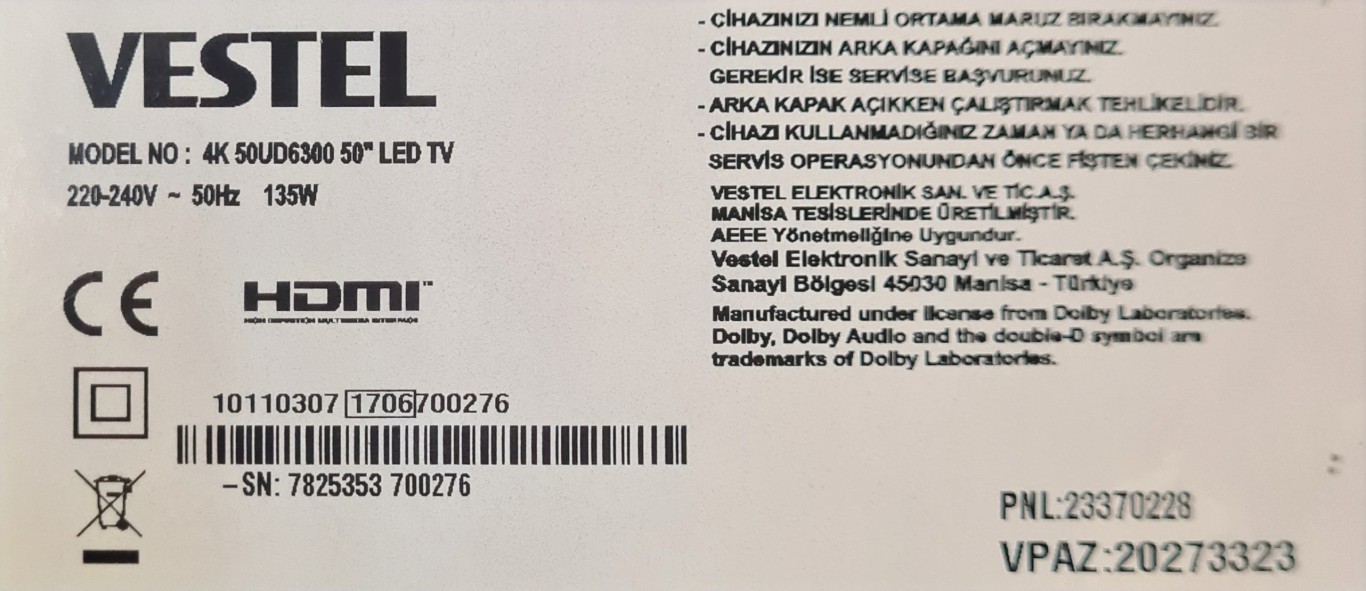 VESTEL
MODEL NO : 4K 50UD6300 50" LED TV
220-240V ~ 50Hz 135W
CE
HDMI™
HIGH DEFINITION MULTIMEDIA INTERFACE
10110307 1706700276
–SN: 7825353 700276
- CİHAZINIZI NEMLİ ORTAMA MARUZ BIRAKMAYINIZ.
- CİHAZINIZIN ARKA KAPAĞINI AÇMAYINIZ.
GEREKİR İSE SERVİSE BAŞVURUNUZ.
- ARKA KAPAK AÇIKKEN ÇALIŞTIRMAK TEHLİKELİDİR.
- CİHAZI KULLANMADIĞINIZ ZAMAN YA DA HERHANGİ BİR
SERVİS OPERASYONUNDAN ÖNCE FİŞTEN ÇEKİNİZ.
VESTEL ELEKTRONİK SAN. VE TİC.A.Ş.
MANİSA TESİSLERİNDE ÜRETİLMİŞTİR.
AEEE Yönetmeliğine Uygundur.
Vestel Elektronik Sanayi ve Ticaret A.Ş. Organize
Sanayi Bölgesi 45030 Manisa - Türkiye
Manufactured under license from Dolby Laboratories.
Dolby, Dolby Audio and the double-D symbol are
trademarks of Dolby Laboratories.
PNL:23370228
VPAZ:20273323